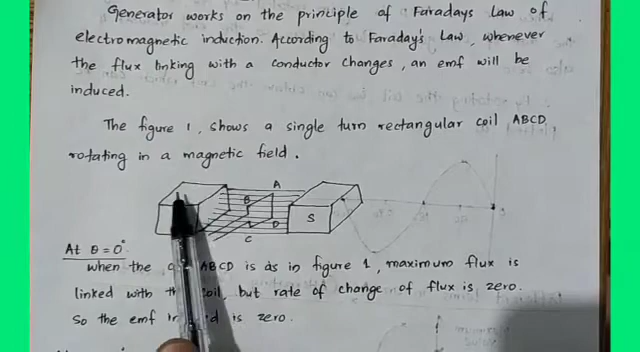 Generator works on the principle of Faradays Law of
electromagnetic induction. According to Faraday's Law, whenever
the flux linking with a conductor changes, an emf will be
induced.
The figure 1, shows a single turn rectangular coil ABCD,
rotating in a magnetic field.
A
B
S
D
C
At θ = 0°
when the ABCD is as in figure 1, maximum flux is
linked with the coil, but rate of change of flux is zero.
So the emf is zero.